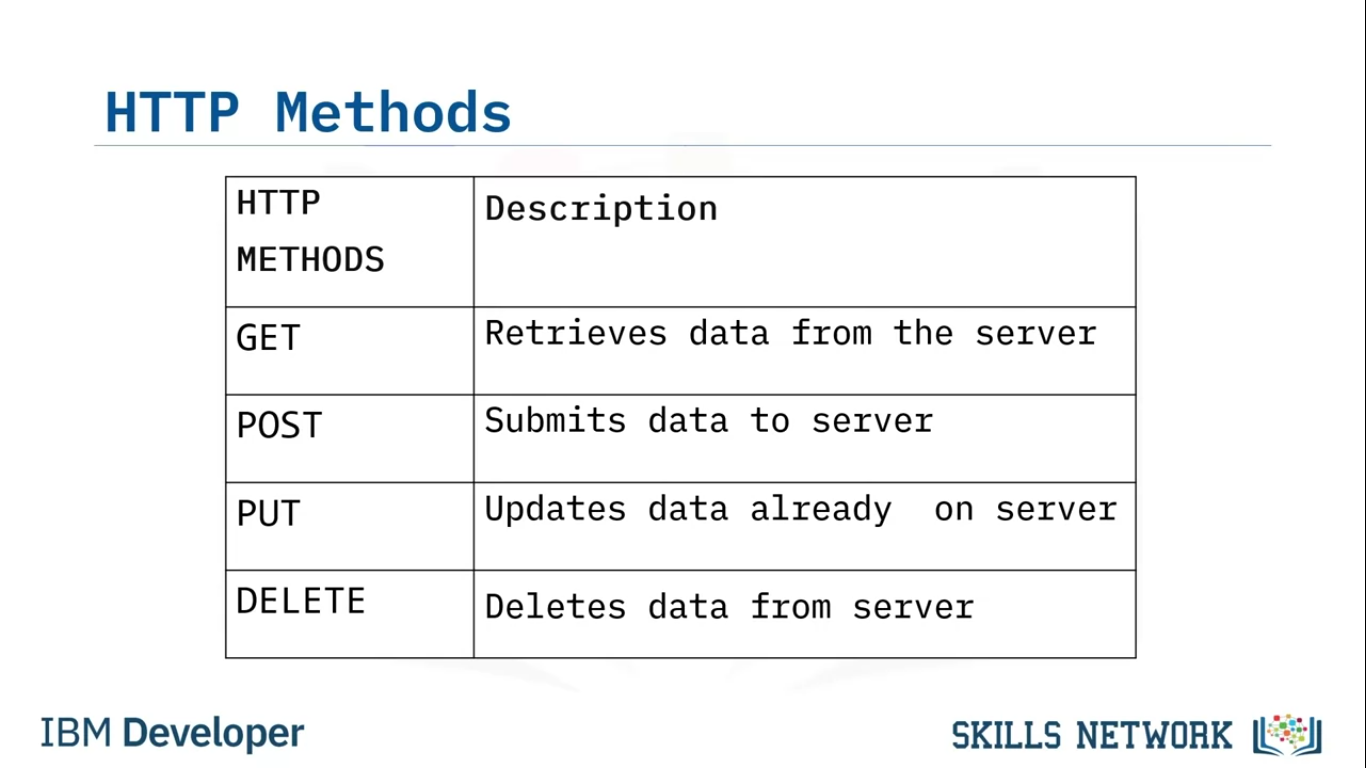 HTTP Methods
HTTP
METHODS
Description
GET
Retrieves data from the server
POST
Submits data to server
PUT
Updates data already  on server
DELETE
Deletes data from server
IBM Developer
SKILLS NETWORK